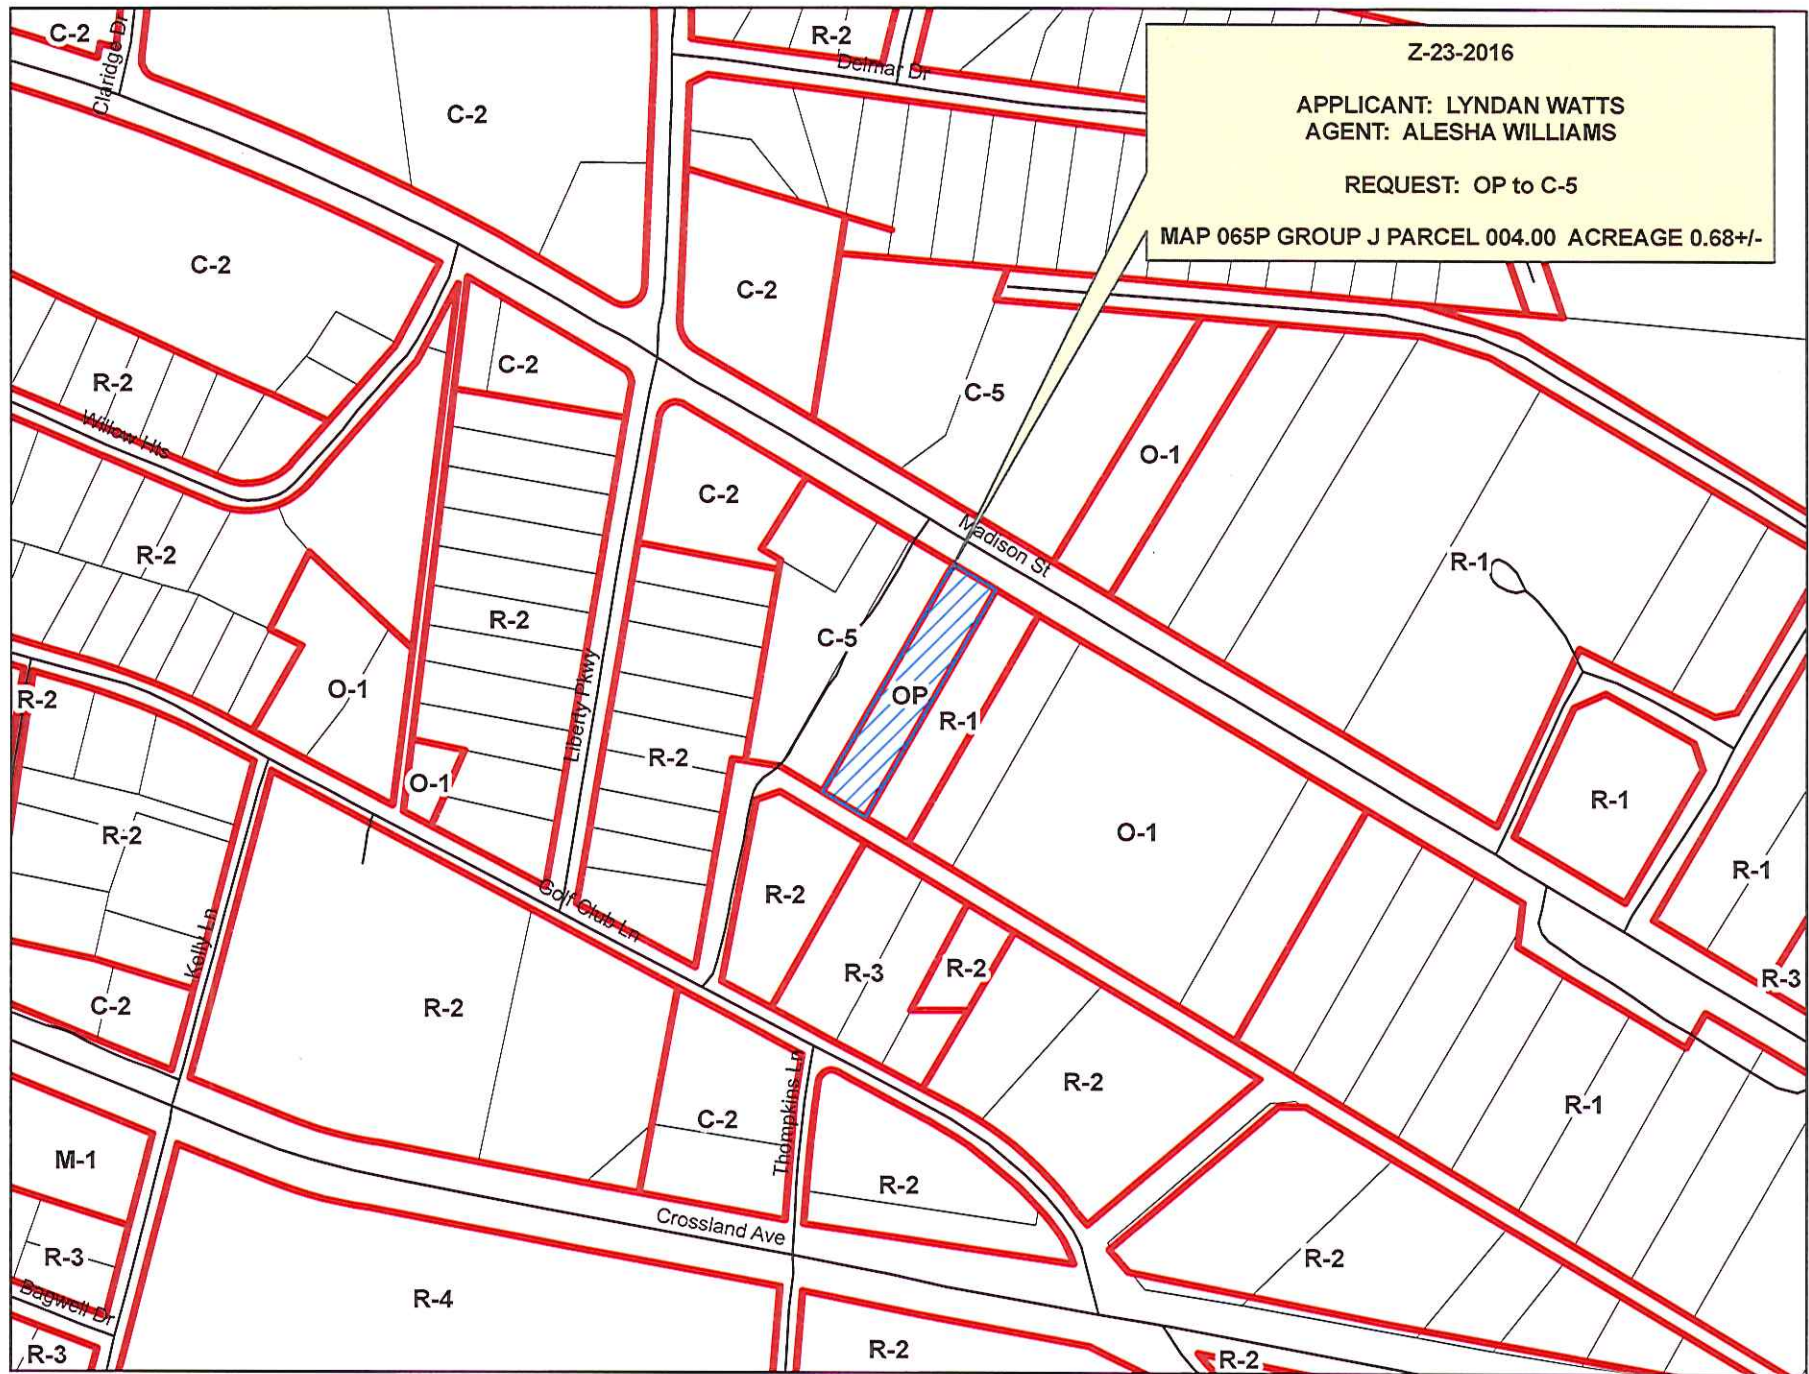 C-2
Claridge Dr
R-2
Delmar Dr
Z-23-2016
APPLICANT: LYNDAN WATTS
AGENT: ALESHA WILLIAMS
REQUEST: OP to C-5
MAP 065P GROUP J PARCEL 004.00 ACREAGE 0.68+/-
C-2
C-2
C-2
C-2
R-2
C-5
Willow Hts
O-1
C-2
Madison St
R-2
R-1
R-2
C-5
O-1
R-2
OP
R-1
Liberty Pkwy
R-2
O-1
R-1
R-2
O-1
R-1
R-2
Golf Club Ln
Kelly Ln
R-3
R-2
R-3
C-2
R-2
R-2
R-1
C-2
Thompkins Ln
M-1
R-2
Crossland Ave
R-3
R-2
Bagwell Dr
R-4
R-3
R-2
R-2